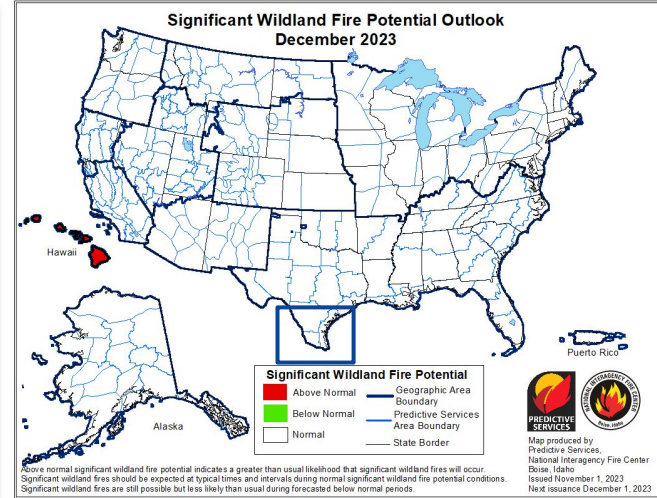 Significant Wildland Fire Potential Outlook
December 2023
Hawaii
Alaska
Puerto Rico
Significant Wildland Fire Potential
Above Normal
Below Normal
Normal
Geographic Area
Boundary
Predictive Services
Area Boundary
State Border
PREDICTIVE
SERVICES
NATIONAL INTERAGENCY FIRE CENTER
Boise, Idaho
Map produced by
Predictive Services,
National Interagency Fire Center
Boise, Idaho
Issued November 1, 2023
Next issuance December 1, 2023
Above normal significant wildland fire potential indicates a greater than usual likelihood that significant wildland fires will occur.
Significant wildland fires should be expected at typical times and intervals during normal significant wildland fire potential conditions.
Significant wildland fires are still possible but less likely than usual during forecasted below normal periods.